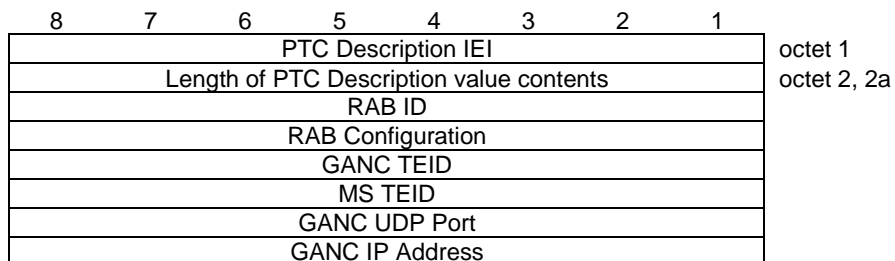 8 7 6 5 4 3 2 1
PTC Description IEI octet 1
Length of PTC Description value contents octet 2, 2a
RAB ID
RAB Configuration
GANC TEID
MS TEID
GANC UDP Port
GANC IP Address